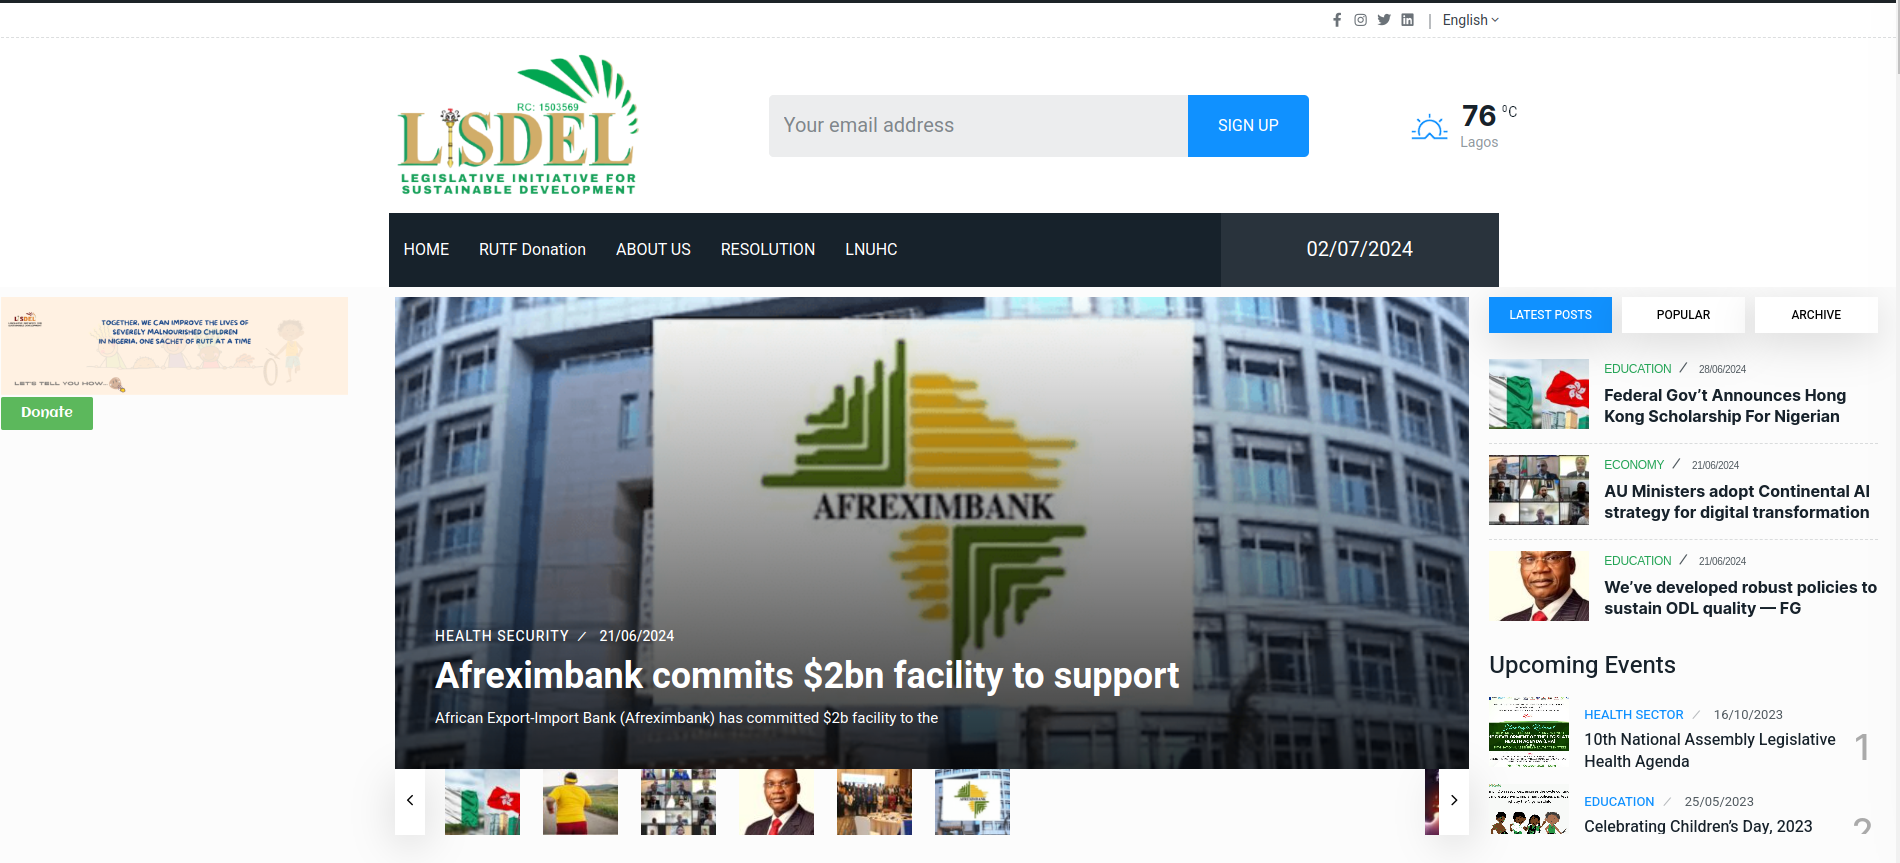 English
RC: 1503569
LISDEL
LEGISLATIVE INITIATIVE FOR
SUSTAINABLE DEVELOPMENT
Your email address
SIGN UP
76 °C
Lagos
HOME
RUTF Donation
ABOUT US
RESOLUTION
LNUHC
02/07/2024
LISDEL
TOGETHER, WE CAN IMPROVE THE LIVES OF
SEVERELY MALNOURISHED CHILDREN
IN NIGERIA, ONE SACHET OF RUTF AT A TIME
LET'S TELL YOU HOW...
Donate
AFREXIMBANK
HEALTH SECURITY / 21/06/2024
Afreximbank commits $2bn facility to support
African Export-Import Bank (Afreximbank) has committed $2b facility to the
LATEST POSTS
POPULAR
ARCHIVE
EDUCATION / 28/06/2024
Federal Gov’t Announces Hong
Kong Scholarship For Nigerian
ECONOMY / 21/06/2024
AU Ministers adopt Continental AI
strategy for digital transformation
EDUCATION / 21/06/2024
We’ve developed robust policies to
sustain ODL quality — FG
Upcoming Events
HEALTH SECTOR / 16/10/2023
10th National Assembly Legislative
Health Agenda
1
EDUCATION / 25/05/2023
Celebrating Children’s Day, 2023
2